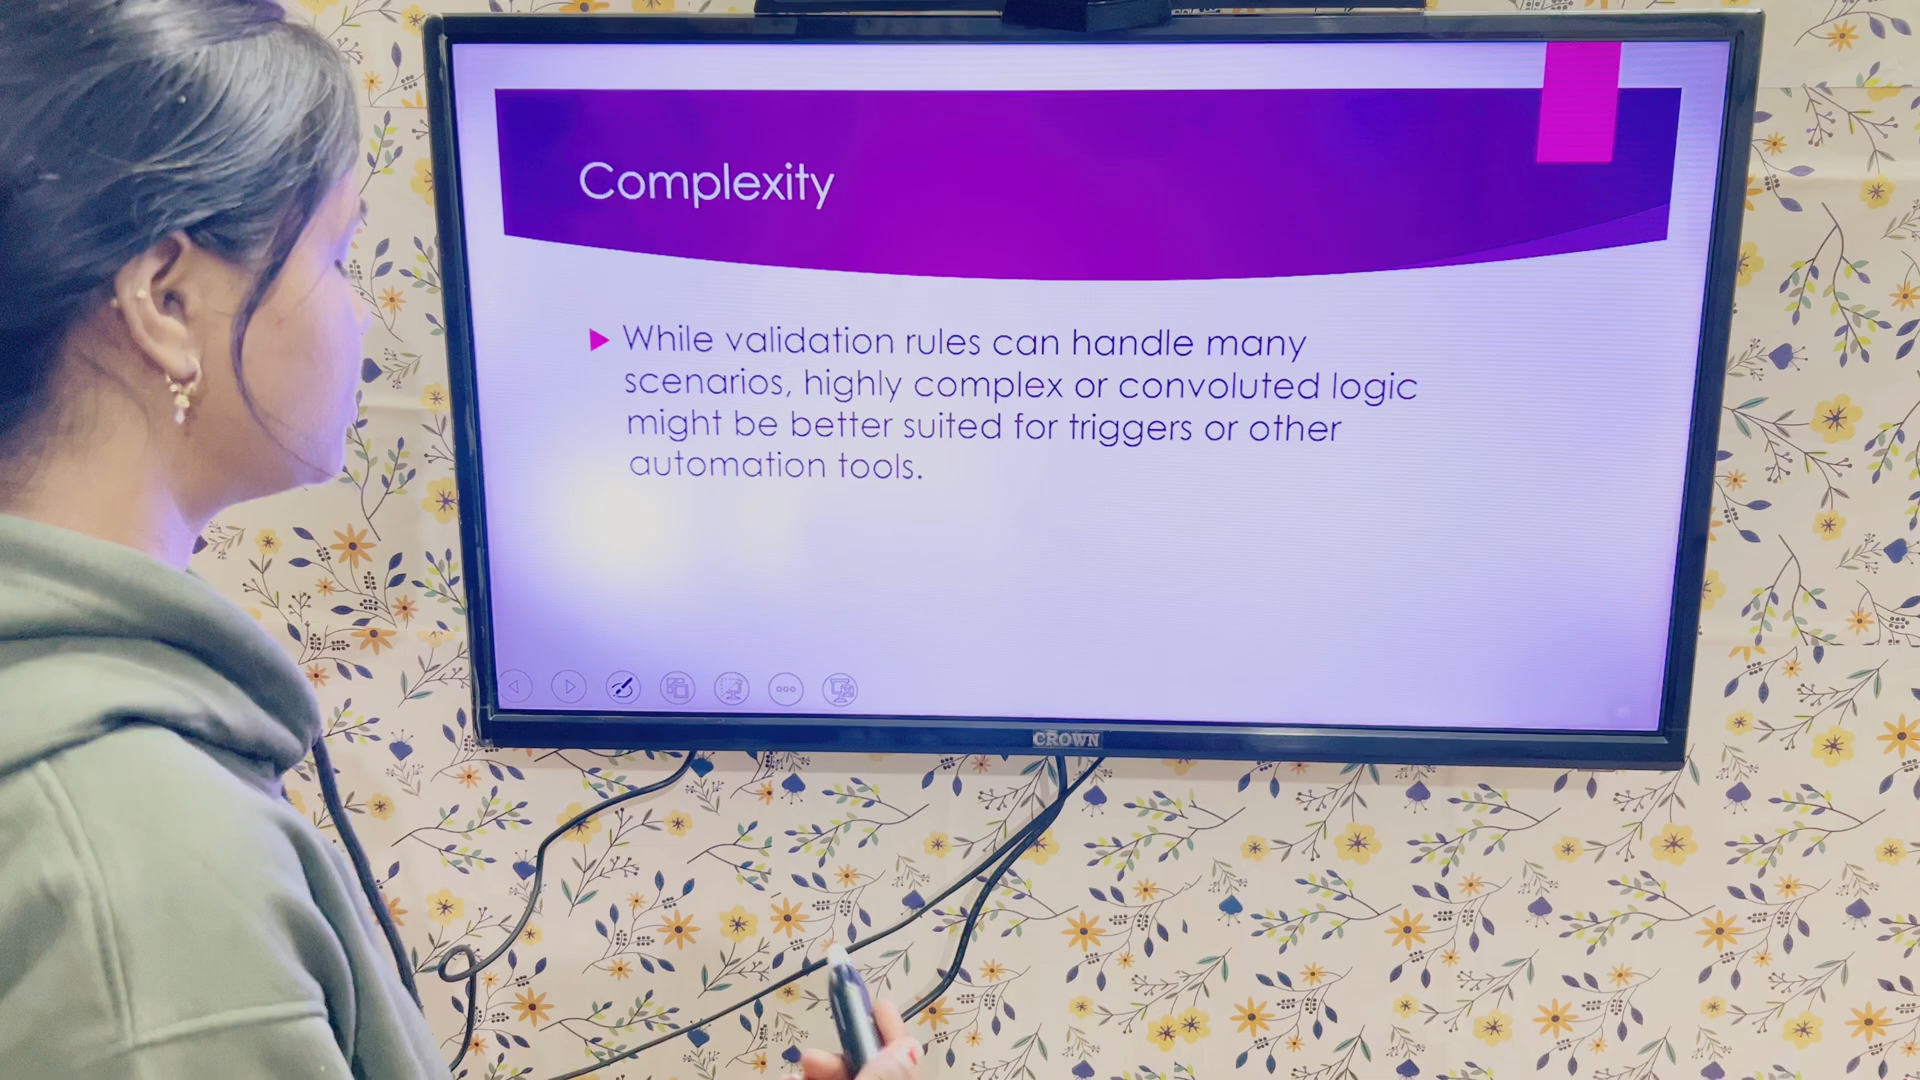 Complexity
While validation rules can handle many
scenarios, highly complex or convoluted logic
might be better suited for triggers or other
automation tools.
CROWN